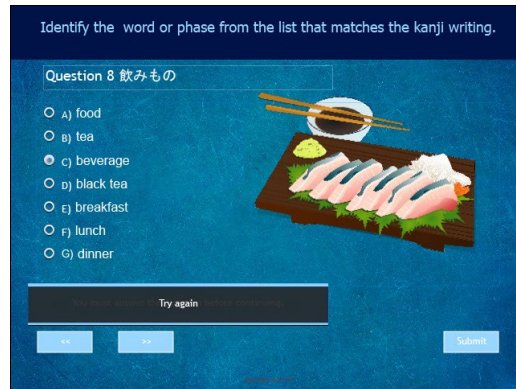 Identify the word or phase from the list that matches the kanji writing.
Question 8 飲みもの
A) food
B) tea
C) beverage
D) black tea
E) breakfast
F) lunch
G) dinner
Try again
<<
>>
Submit